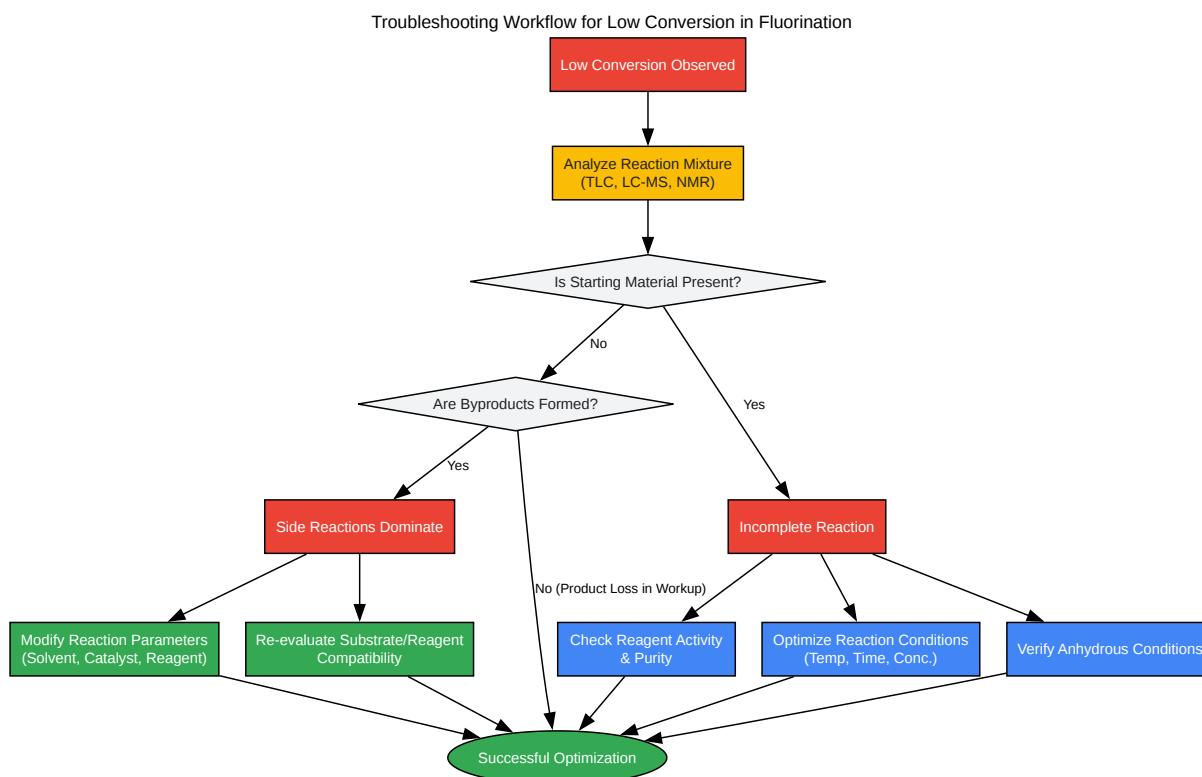 Troubleshooting Workflow for Low Conversion in Fluorination
Low Conversion Observed
Analyze Reaction Mixture
(TLC, LC-MS, NMR)
Is Starting Material Present?
No
Are Byproducts Formed?
Yes
Yes
Side Reactions Dominate
Incomplete Reaction
No (Product Loss in Workup)
Modify Reaction Parameters
(Solvent, Catalyst, Reagent)
Re-evaluate Substrate/Reagent
Compatibility
Check Reagent Activity
& Purity
Optimize Reaction Conditions
(Temp, Time, Conc.)
Verify Anhydrous Conditions
Successful Optimization